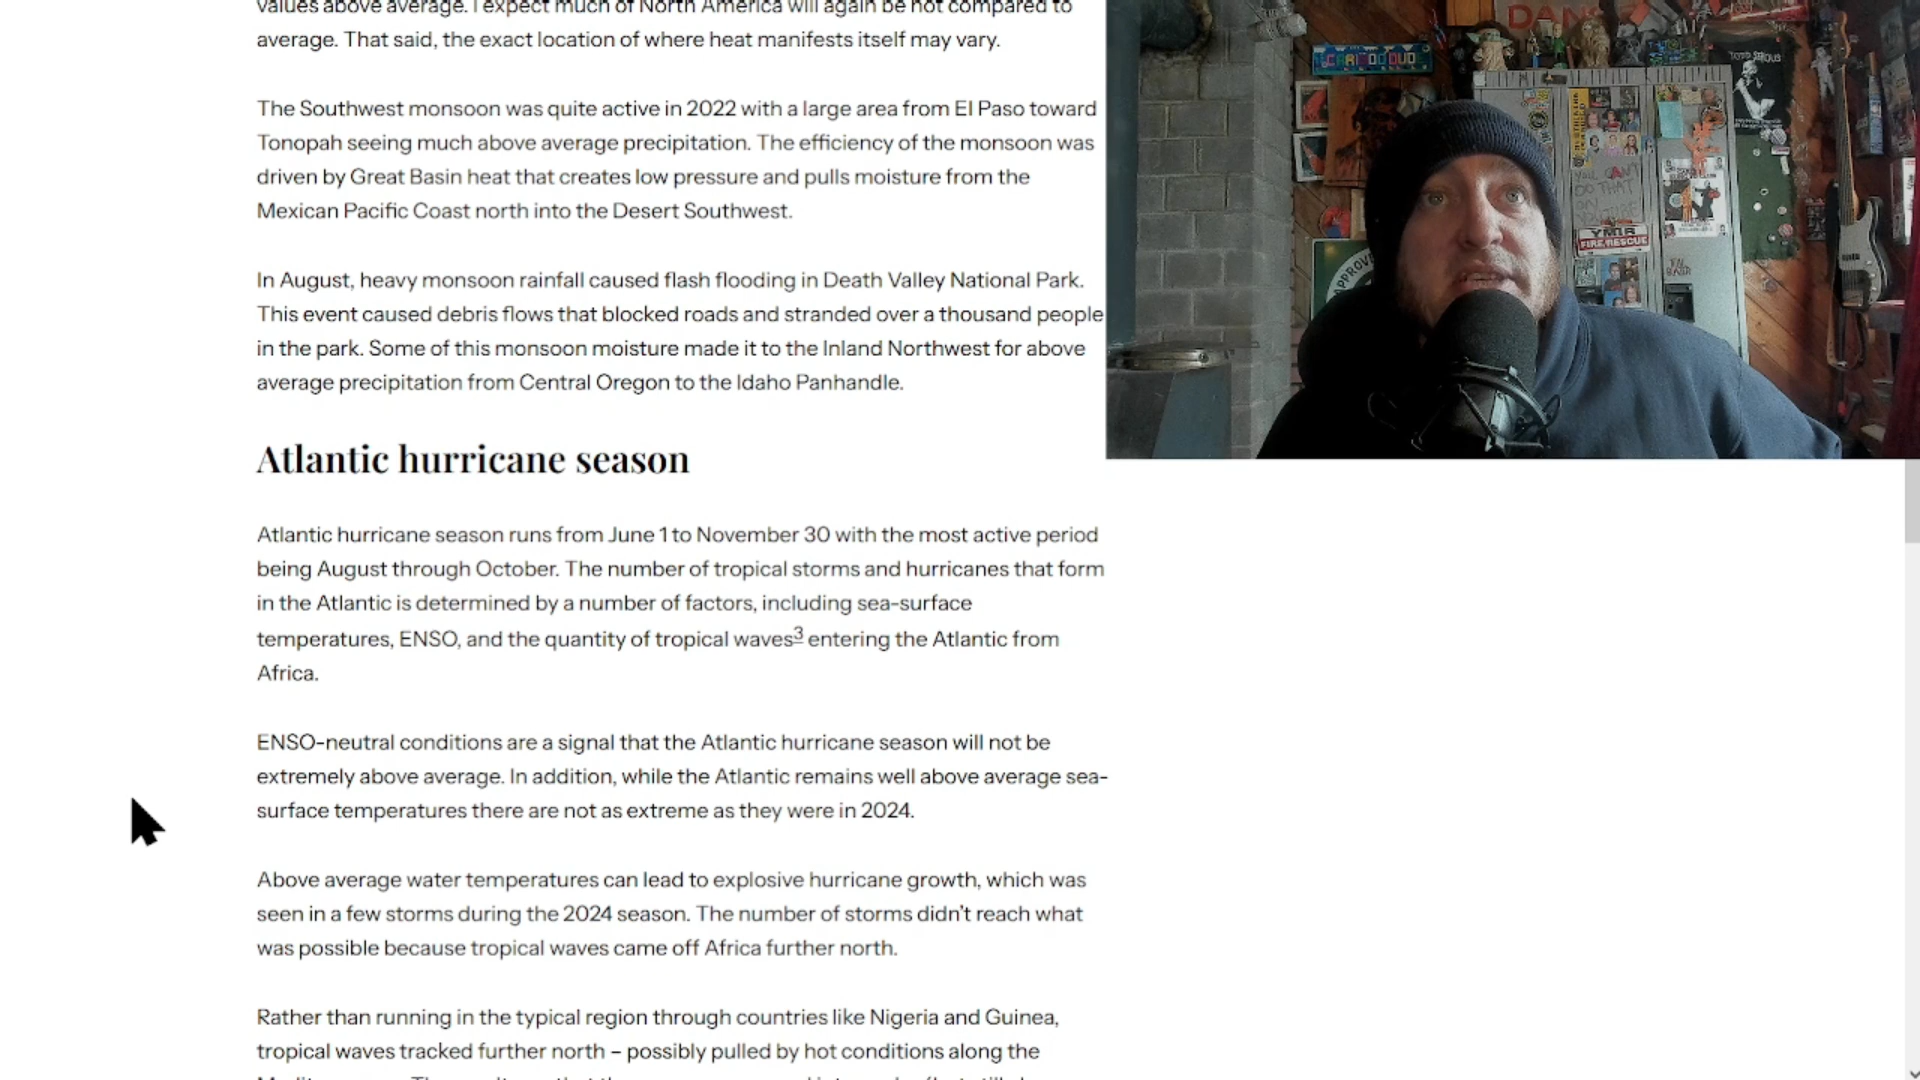 values above average. I expect much of North America will again be hot compared to
average. That said, the exact location of where heat manifests itself may vary.
The Southwest monsoon was quite active in 2022 with a large area from El Paso toward
Tonopah seeing much above average precipitation. The efficiency of the monsoon was
driven by Great Basin heat that creates low pressure and pulls moisture from the
Mexican Pacific Coast north into the Desert Southwest.
In August, heavy monsoon rainfall caused flash flooding in Death Valley National Park.
This event caused debris flows that blocked roads and stranded over a thousand people
in the park. Some of this monsoon moisture made it to the Inland Northwest for above
average precipitation from Central Oregon to the Idaho Panhandle.
Atlantic hurricane season
Atlantic hurricane season runs from June 1 to November 30 with the most active period
being August through October. The number of tropical storms and hurricanes that form
in the Atlantic is determined by a number of factors, including sea-surface
temperatures, ENSO, and the quantity of tropical waves3 entering the Atlantic from
Africa.
ENSO-neutral conditions are a signal that the Atlantic hurricane season will not be
extremely above average. In addition, while the Atlantic remains well above average sea-
surface temperatures there are not as extreme as they were in 2024.
Above average water temperatures can lead to explosive hurricane growth, which was
seen in a few storms during the 2024 season. The number of storms didn't reach what
was possible because tropical waves came off Africa further north.
Rather than running in the typical region through countries like Nigeria and Guinea,
tropical waves tracked further north – possibly pulled by hot conditions along the
DAN
YOU CAN'T
DO THAT
ON
YMIR
FIRE/RESCUE
APPROVE